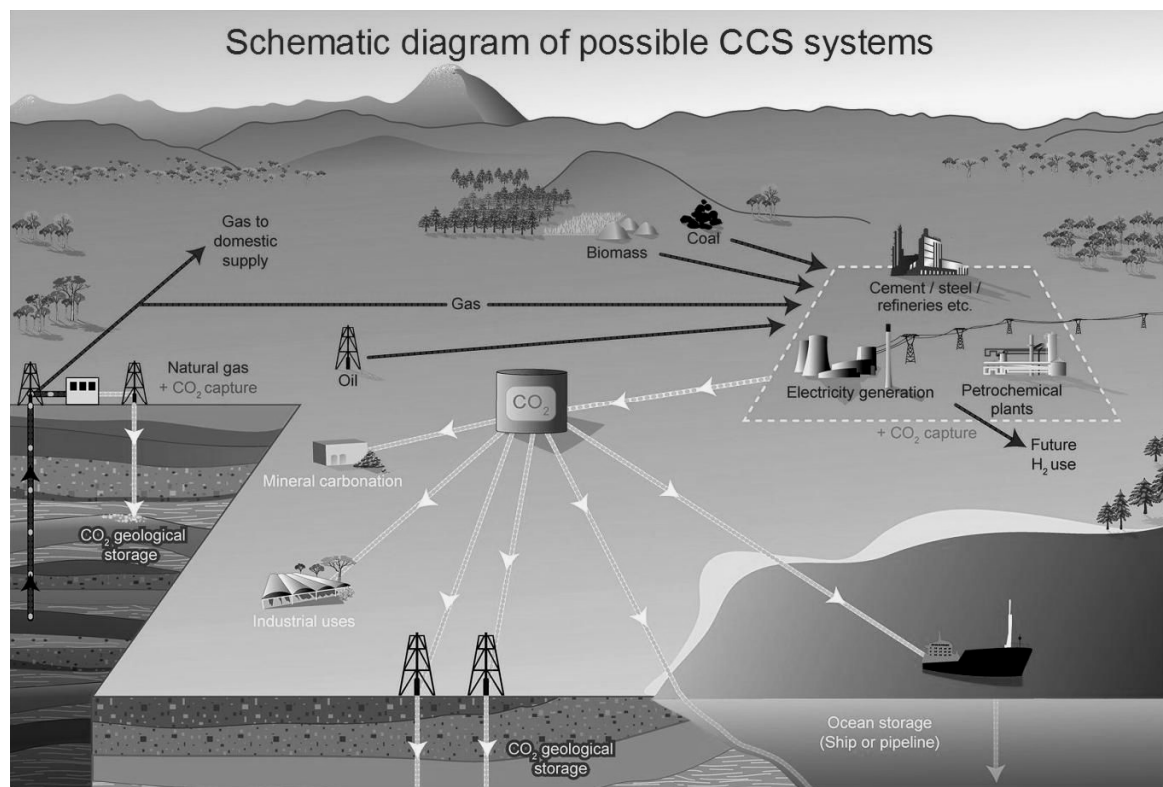 Schematic diagram of possible CCS systems
Gas to
domestic
supply
Biomass
Coal
Cement / steel /
refineries etc.
Gas
Oil
Natural gas
+ CO₂ capture
CO₂
Electricity generation
Petrochemical
plants
+ CO₂ capture
Future
H₂ use
Mineral carbonation
CO₂ geological
storage
Industrial uses
CO₂ geological
storage
Ocean storage
(Ship or pipeline)